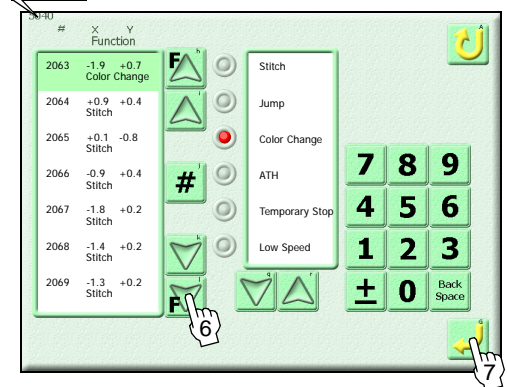 5040
# X Y
Function
2063 -1.9 +0.7
Color Change
2064 +0.9 +0.4
Stitch
2065 +0.1 -0.8
Stitch
2066 -0.9 +0.4
Stitch
2067 -1.8 +0.2
Stitch
2068 -1.4 +0.2
Stitch
2069 -1.3 +0.2
Stitch
F h
i
# j
k
F l
6
Stitch
Jump
Color Change
ATH
Temporary Stop
Low Speed
q r
A
7 8 9
4 5 6
1 2 3
± 0 Back
Space
G
7